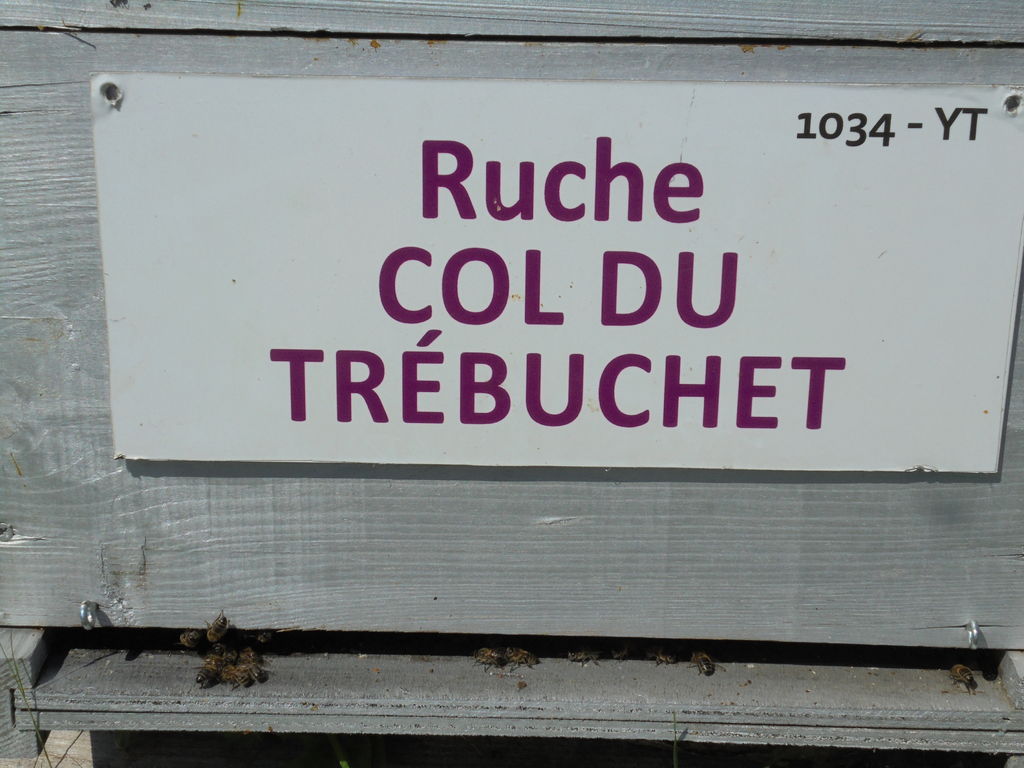 1034 - YT
Ruche
COL DU
TRÉBUCHET